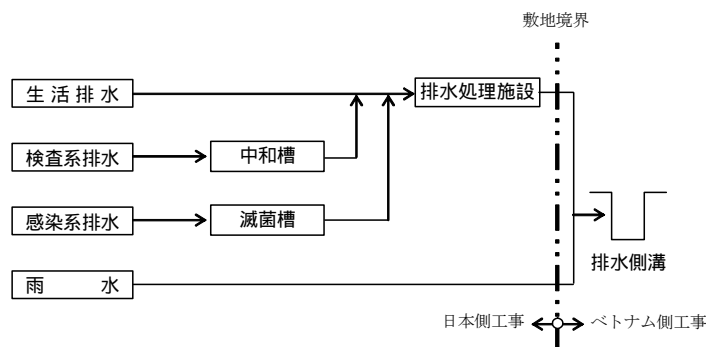 敷地境界
生活排水
排水処理施設
検査系排水
中和槽
感染系排水
滅菌槽
排水側溝
雨水
日本側工事
ベトナム側工事